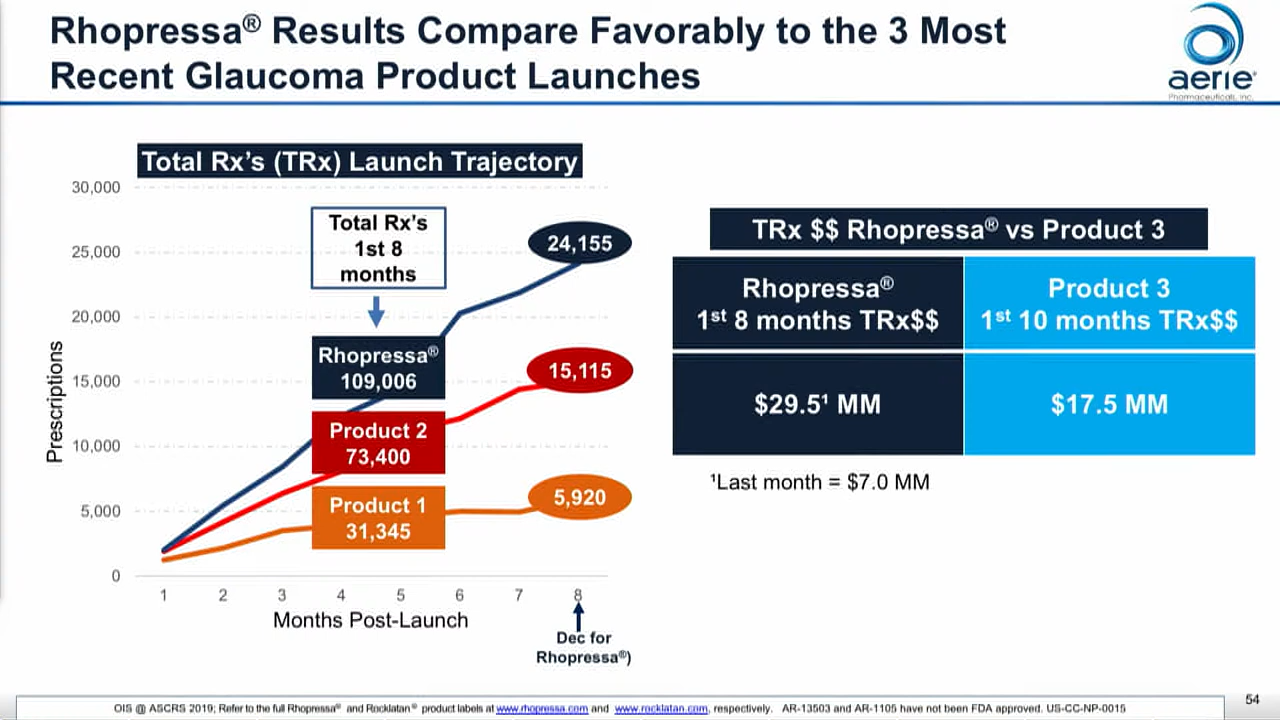 Rhopressa® Results Compare Favorably to the 3 Most
Recent Glaucoma Product Launches
aerie®
Pharmaceuticals, Inc.
Total Rx's (TRx) Launch Trajectory
30,000
25,000
20,000
15,000
10,000
5,000
0
Prescriptions
Total Rx's
1st 8
months
Rhopressa®
109,006
Product 2
73,400
Product 1
31,345
24,155
15,115
5,920
1 2 3 4 5 6 7 8
Months Post-Launch
Dec for
Rhopressa®)
TRx $$ Rhopressa® vs Product 3
Rhopressa®
1st 8 months TRx$$
Product 3
1st 10 months TRx$$
$29.5¹ MM
$17.5 MM
¹Last month = $7.0 MM
54
OIS @ ASCRS 2019; Refer to the full Rhopressa® and Rocklatan® product labels at www.rhopressa.com and www.rocklatan.com, respectively. AR-13503 and AR-1105 have not been FDA approved. US-CC-NP-0015